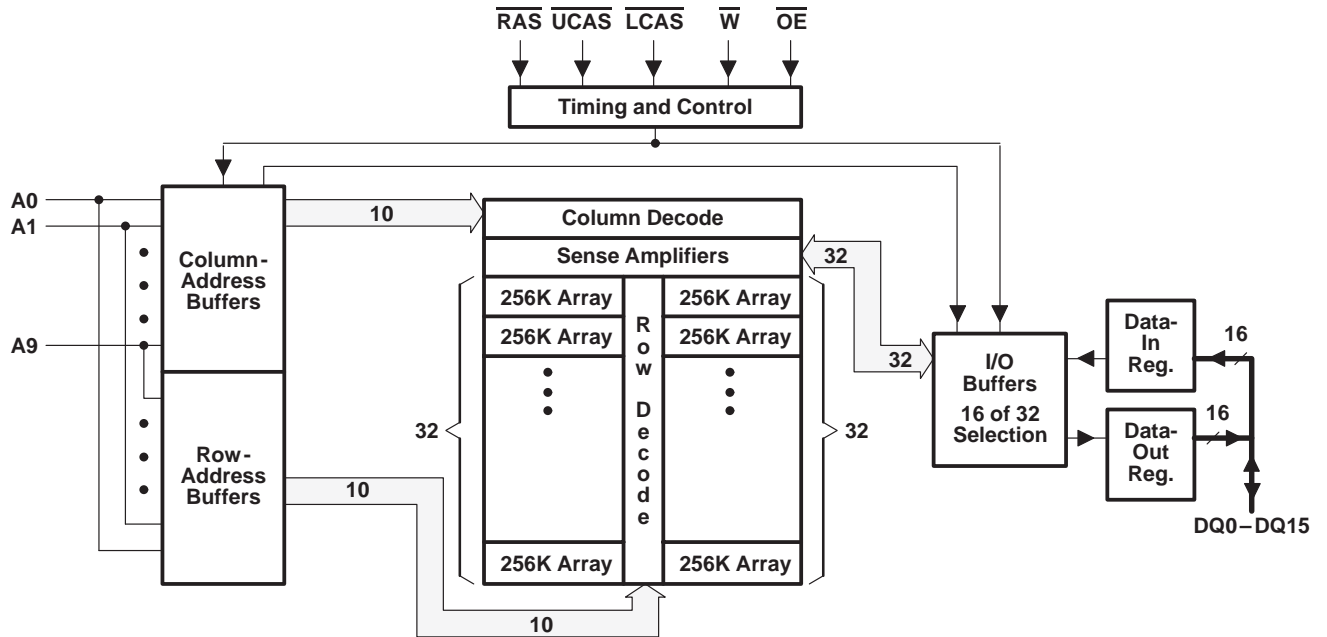 RAS UCAS LCAS W OE
Timing and Control
A0
A1
A9
Column-
Address
Buffers
Row-
Address
Buffers
10
10
10
Column Decode
Sense Amplifiers
256K Array
256K Array
256K Array
256K Array
256K Array
256K Array
Row Decode
32
32
32
32
I/O
Buffers
16 of 32
Selection
Data-
In
Reg.
Data-
Out
Reg.
16
16
DQ0–DQ15